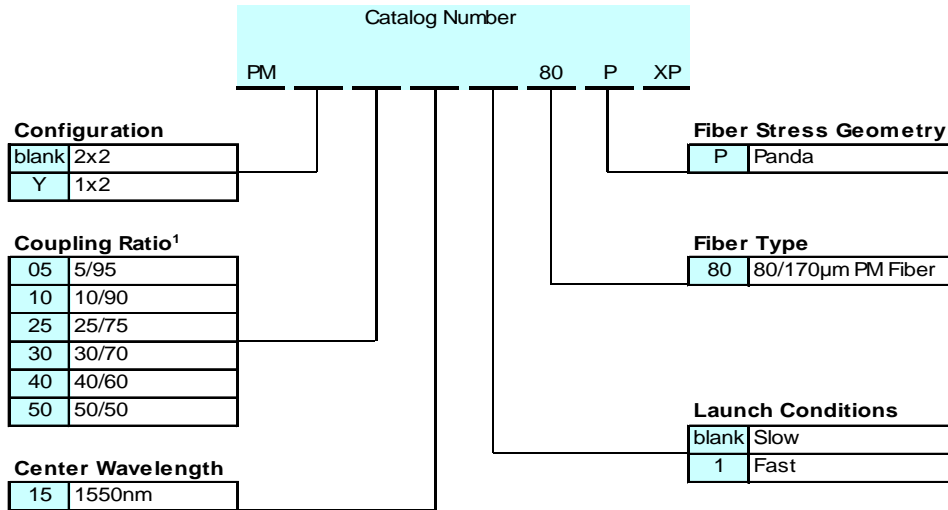 Catalog Number
PM 80 P XP
Configuration
blank 2x2
Y 1x2
Coupling Ratio¹
05 5/95
10 10/90
25 25/75
30 30/70
40 40/60
50 50/50
Center Wavelength
15 1550nm
Fiber Stress Geometry
P Panda
Fiber Type
80 80/170µm PM Fiber
Launch Conditions
blank Slow
1 Fast